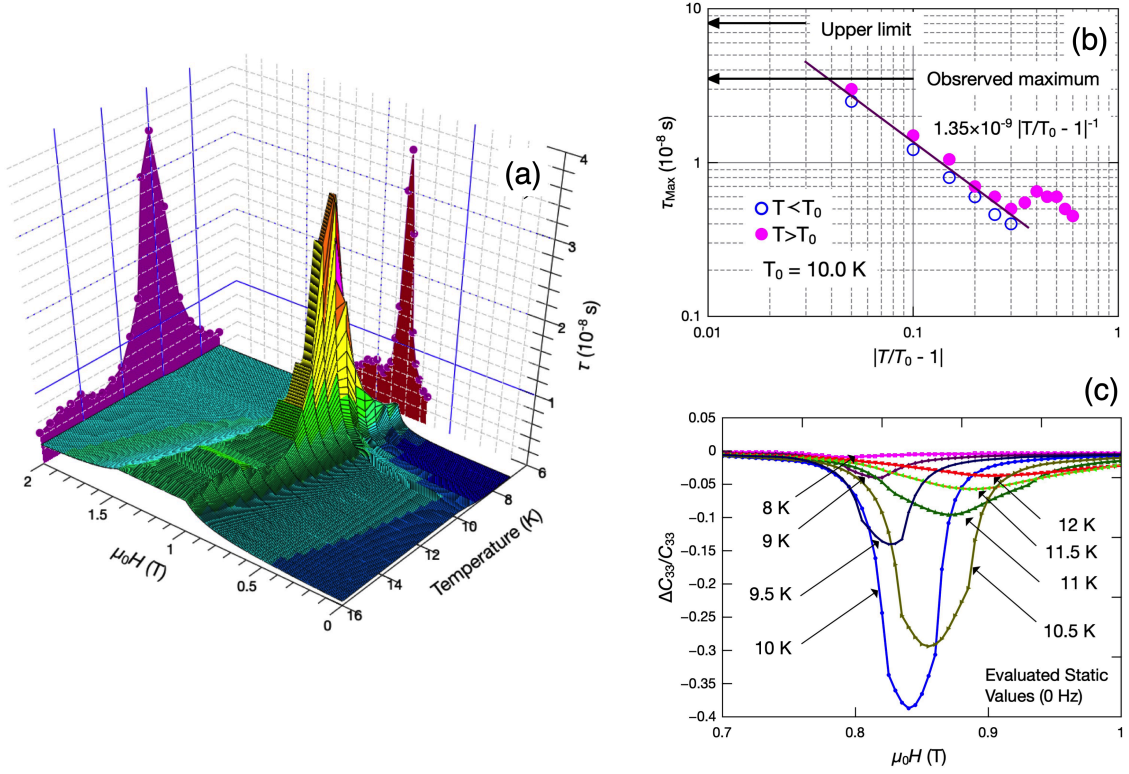 (a)
4
3
2
1
τ (10⁻⁸ s)
2
1.5
1
0.5
0
μ₀H (T)
6
8
10
12
14
16
Temperature (K)
(b)
10
1
0.1
τMax (10⁻⁸ s)
Upper limit
Obsrerved maximum
1.35×10⁻⁹ |T/T₀ - 1|⁻¹
T < T₀
T>T₀
T₀ = 10.0 K
0.01
0.1
1
|T/T₀ - 1|
(c)
0.05
0
−0.05
−0.1
−0.15
−0.2
−0.25
−0.3
−0.35
−0.4
ΔC₃₃/C₃₃
8 K
9 K
9.5 K
10 K
12 K
11.5 K
11 K
10.5 K
Evaluated Static
Values (0 Hz)
0.7
0.8
0.9
1
μ₀H (T)